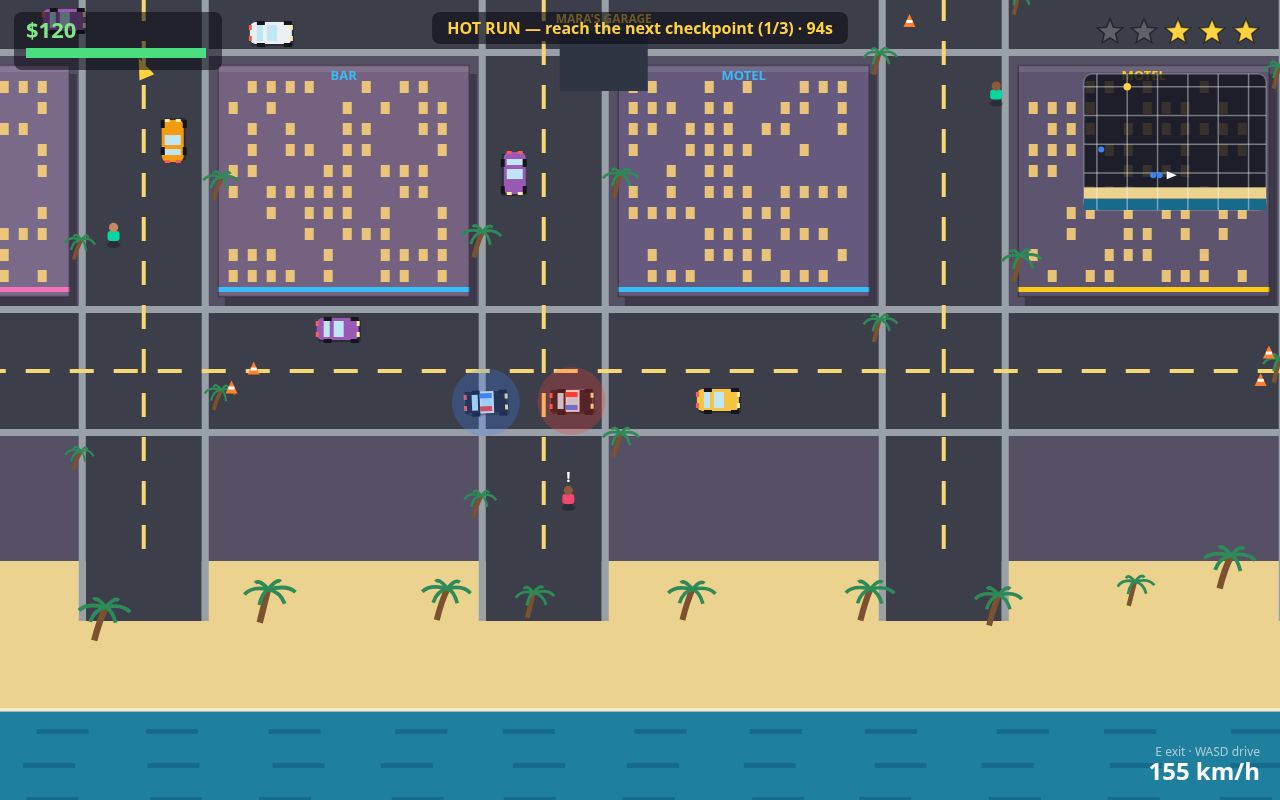 $120
MARA'S GARAGE
HOT RUN — reach the next checkpoint (1/3) · 94s
BAR
MOTEL
MOTEL
!
E exit · WASD drive
155 km/h